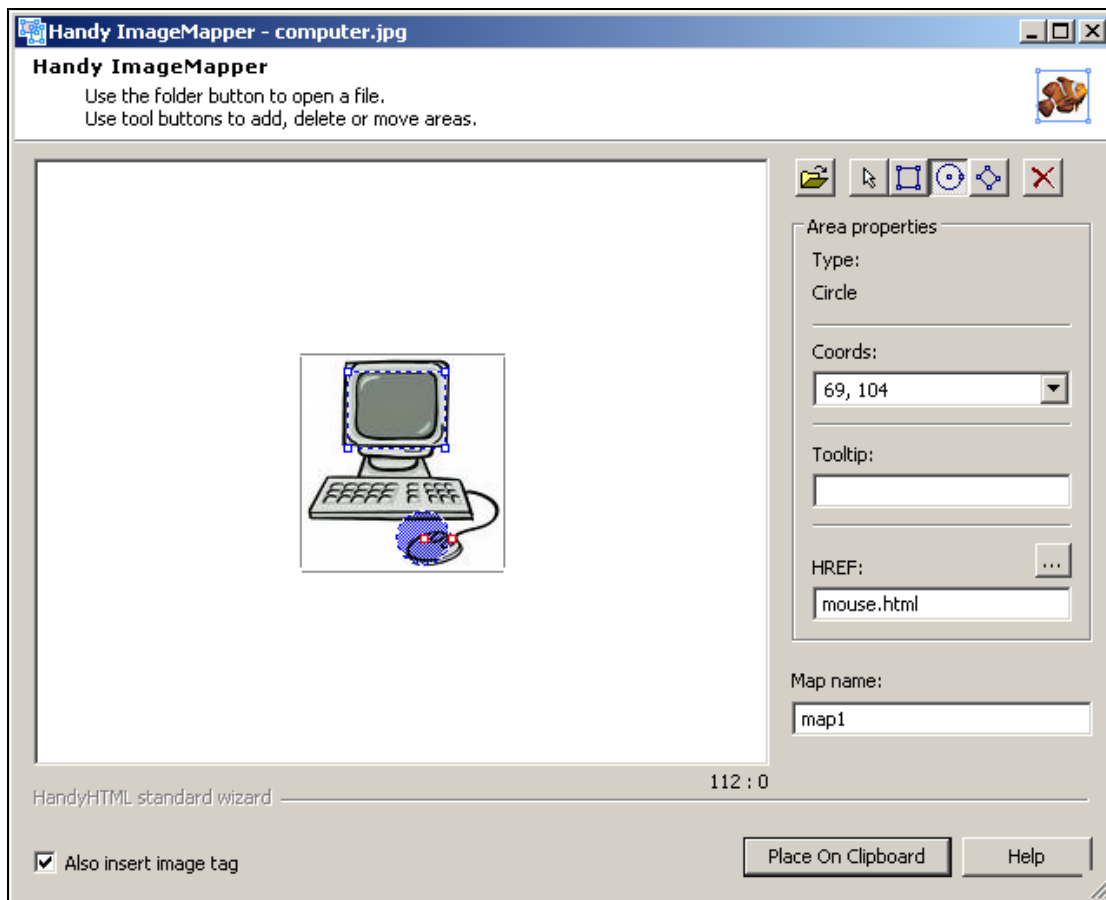 Handy ImageMapper - computer.jpg
Handy ImageMapper
Use the folder button to open a file.
Use tool buttons to add, delete or move areas.
Area properties
Type:
Circle
Coords:
69, 104
Tooltip:
HREF:
...
mouse.html
Map name:
map1
112 : 0
HandyHTML standard wizard
Also insert image tag
Place On Clipboard
Help